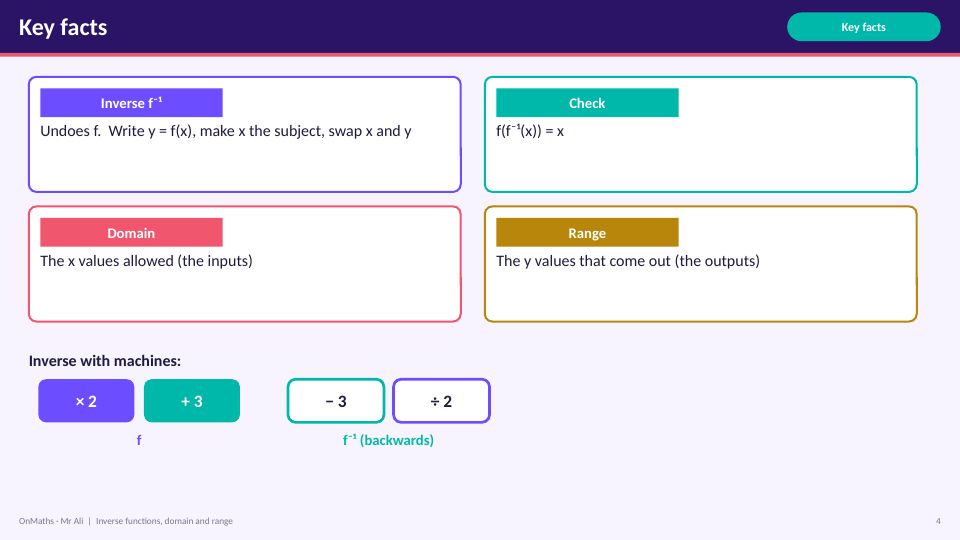 Key facts
Key facts
Inverse f⁻¹
Undoes f.  Write y = f(x), make x the subject, swap x and y
Check
f(f⁻¹(x)) = x
Domain
The x values allowed (the inputs)
Range
The y values that come out (the outputs)
Inverse with machines:
× 2
+ 3
− 3
÷ 2
f
f⁻¹ (backwards)
OnMaths - Mr Ali | Inverse functions, domain and range
4